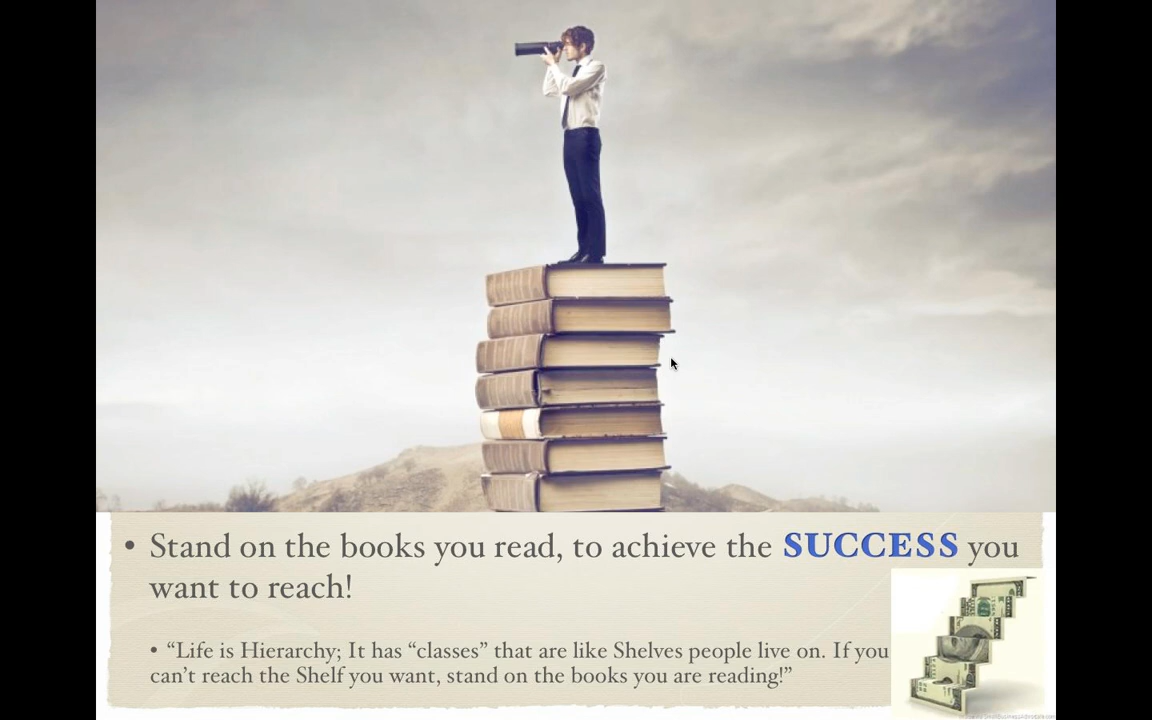 • Stand on the books you read, to achieve the SUCCESS you
want to reach!
• “Life is Hierarchy; It has “classes” that are like Shelves people live on. If you
can’t reach the Shelf you want, stand on the books you are reading!”